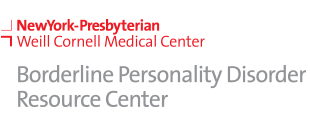 NewYork-Presbyterian
Weill Cornell Medical Center
Borderline Personality Disorder
Resource Center